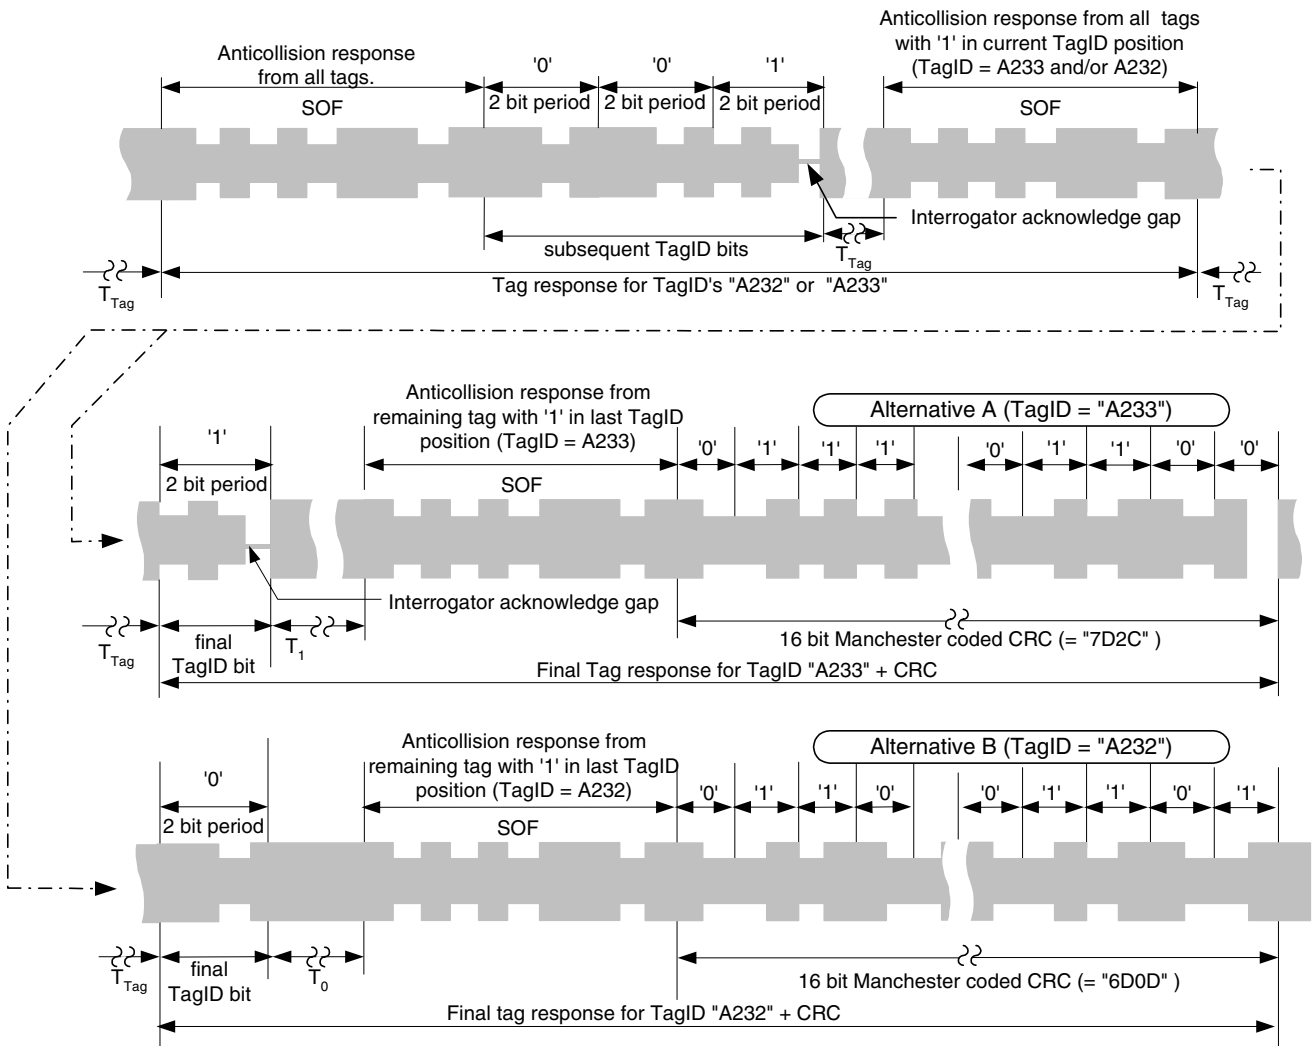 Anticollision response
from all tags.
SOF
'0'
'0'
'1'
2 bit period
2 bit period
2 bit period
Anticollision response from all tags
with '1' in current TagID position
(TagID = A233 and/or A232)
SOF
Interrogator acknowledge gap
subsequent TagID bits
TTag
TTag
Tag response for TagID's "A232" or "A233"
TTag
Anticollision response from
remaining tag with '1' in last TagID
position (TagID = A233)
SOF
Alternative A (TagID = "A233")
'1'
2 bit period
'0' '1' '1' '1' '0' '1' '1' '0' '0'
Interrogator acknowledge gap
TTag
final
TagID bit
T1
16 bit Manchester coded CRC (= "7D2C" )
Final Tag response for TagID "A233" + CRC
Anticollision response from
remaining tag with '1' in last TagID
position (TagID = A232)
SOF
Alternative B (TagID = "A232")
'0'
2 bit period
'0' '1' '1' '0' '0' '1' '1' '0' '1'
TTag
final
TagID bit
T0
16 bit Manchester coded CRC (= "6D0D" )
Final tag response for TagID "A232" + CRC